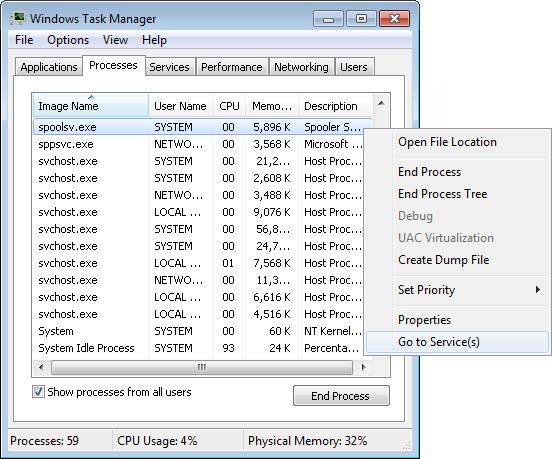 Windows Task Manager
File Options View Help
Applications Processes Services Performance Networking Users
Image Name User Name CPU Memo... Description
spoolsv.exe SYSTEM 00 5,896 K Spooler S...
sppsvc.exe NETWO... 00 3,568 K Microsoft ...
svchost.exe SYSTEM 00 21,2... Host Proc...
svchost.exe SYSTEM 00 4,736 K Host Proc...
svchost.exe NETWO... 00 3,488 K Host Proc...
svchost.exe LOCAL ... 00 9,076 K Host Proc...
svchost.exe SYSTEM 00 56,8... Host Proc...
svchost.exe SYSTEM 00 24,7... Host Proc...
svchost.exe LOCAL ... 01 7,568 K Host Proc...
svchost.exe NETWO... 00 11,2... Host Proc...
svchost.exe LOCAL ... 00 6,616 K Host Proc...
svchost.exe LOCAL ... 00 4,516 K Host Proc...
System SYSTEM 00 60 K NT Kernel...
System Idle Process SYSTEM 93 24 K Percenta...
Show processes from all users
End Process
Processes: 59 CPU Usage: 4% Physical Memory: 32%
Open File Location
End Process
End Process Tree
Debug
UAC Virtualization
Create Dump File
Set Priority
Properties
Go to Service(s)